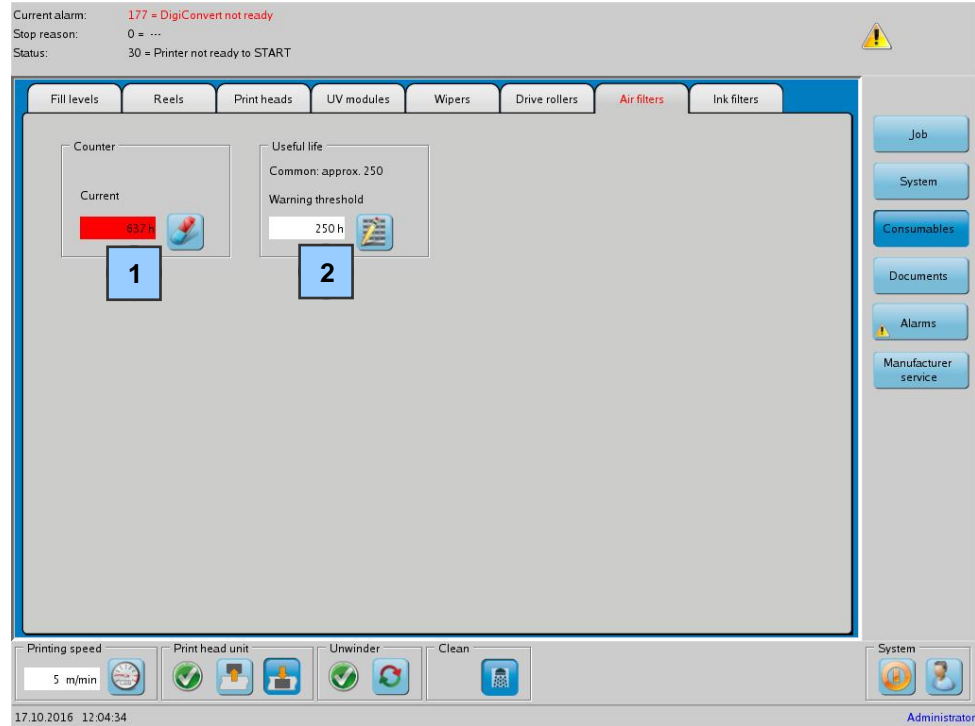 Current alarm: 177 = DigiConvert not ready
Stop reason: 0 = ---
Status: 30 = Printer not ready to START
Fill levels Reels Print heads UV modules Wipers Drive rollers Air filters Ink filters
Counter
Current
637 h
1
Useful life
Common: approx. 250
Warning threshold
250 h
2
Job
System
Consumables
Documents
Alarms
Manufacturer
service
Printing speed
5 m/min
Print head unit
Unwinder
Clean
System
17.10.2016 12:04:34
Administrator